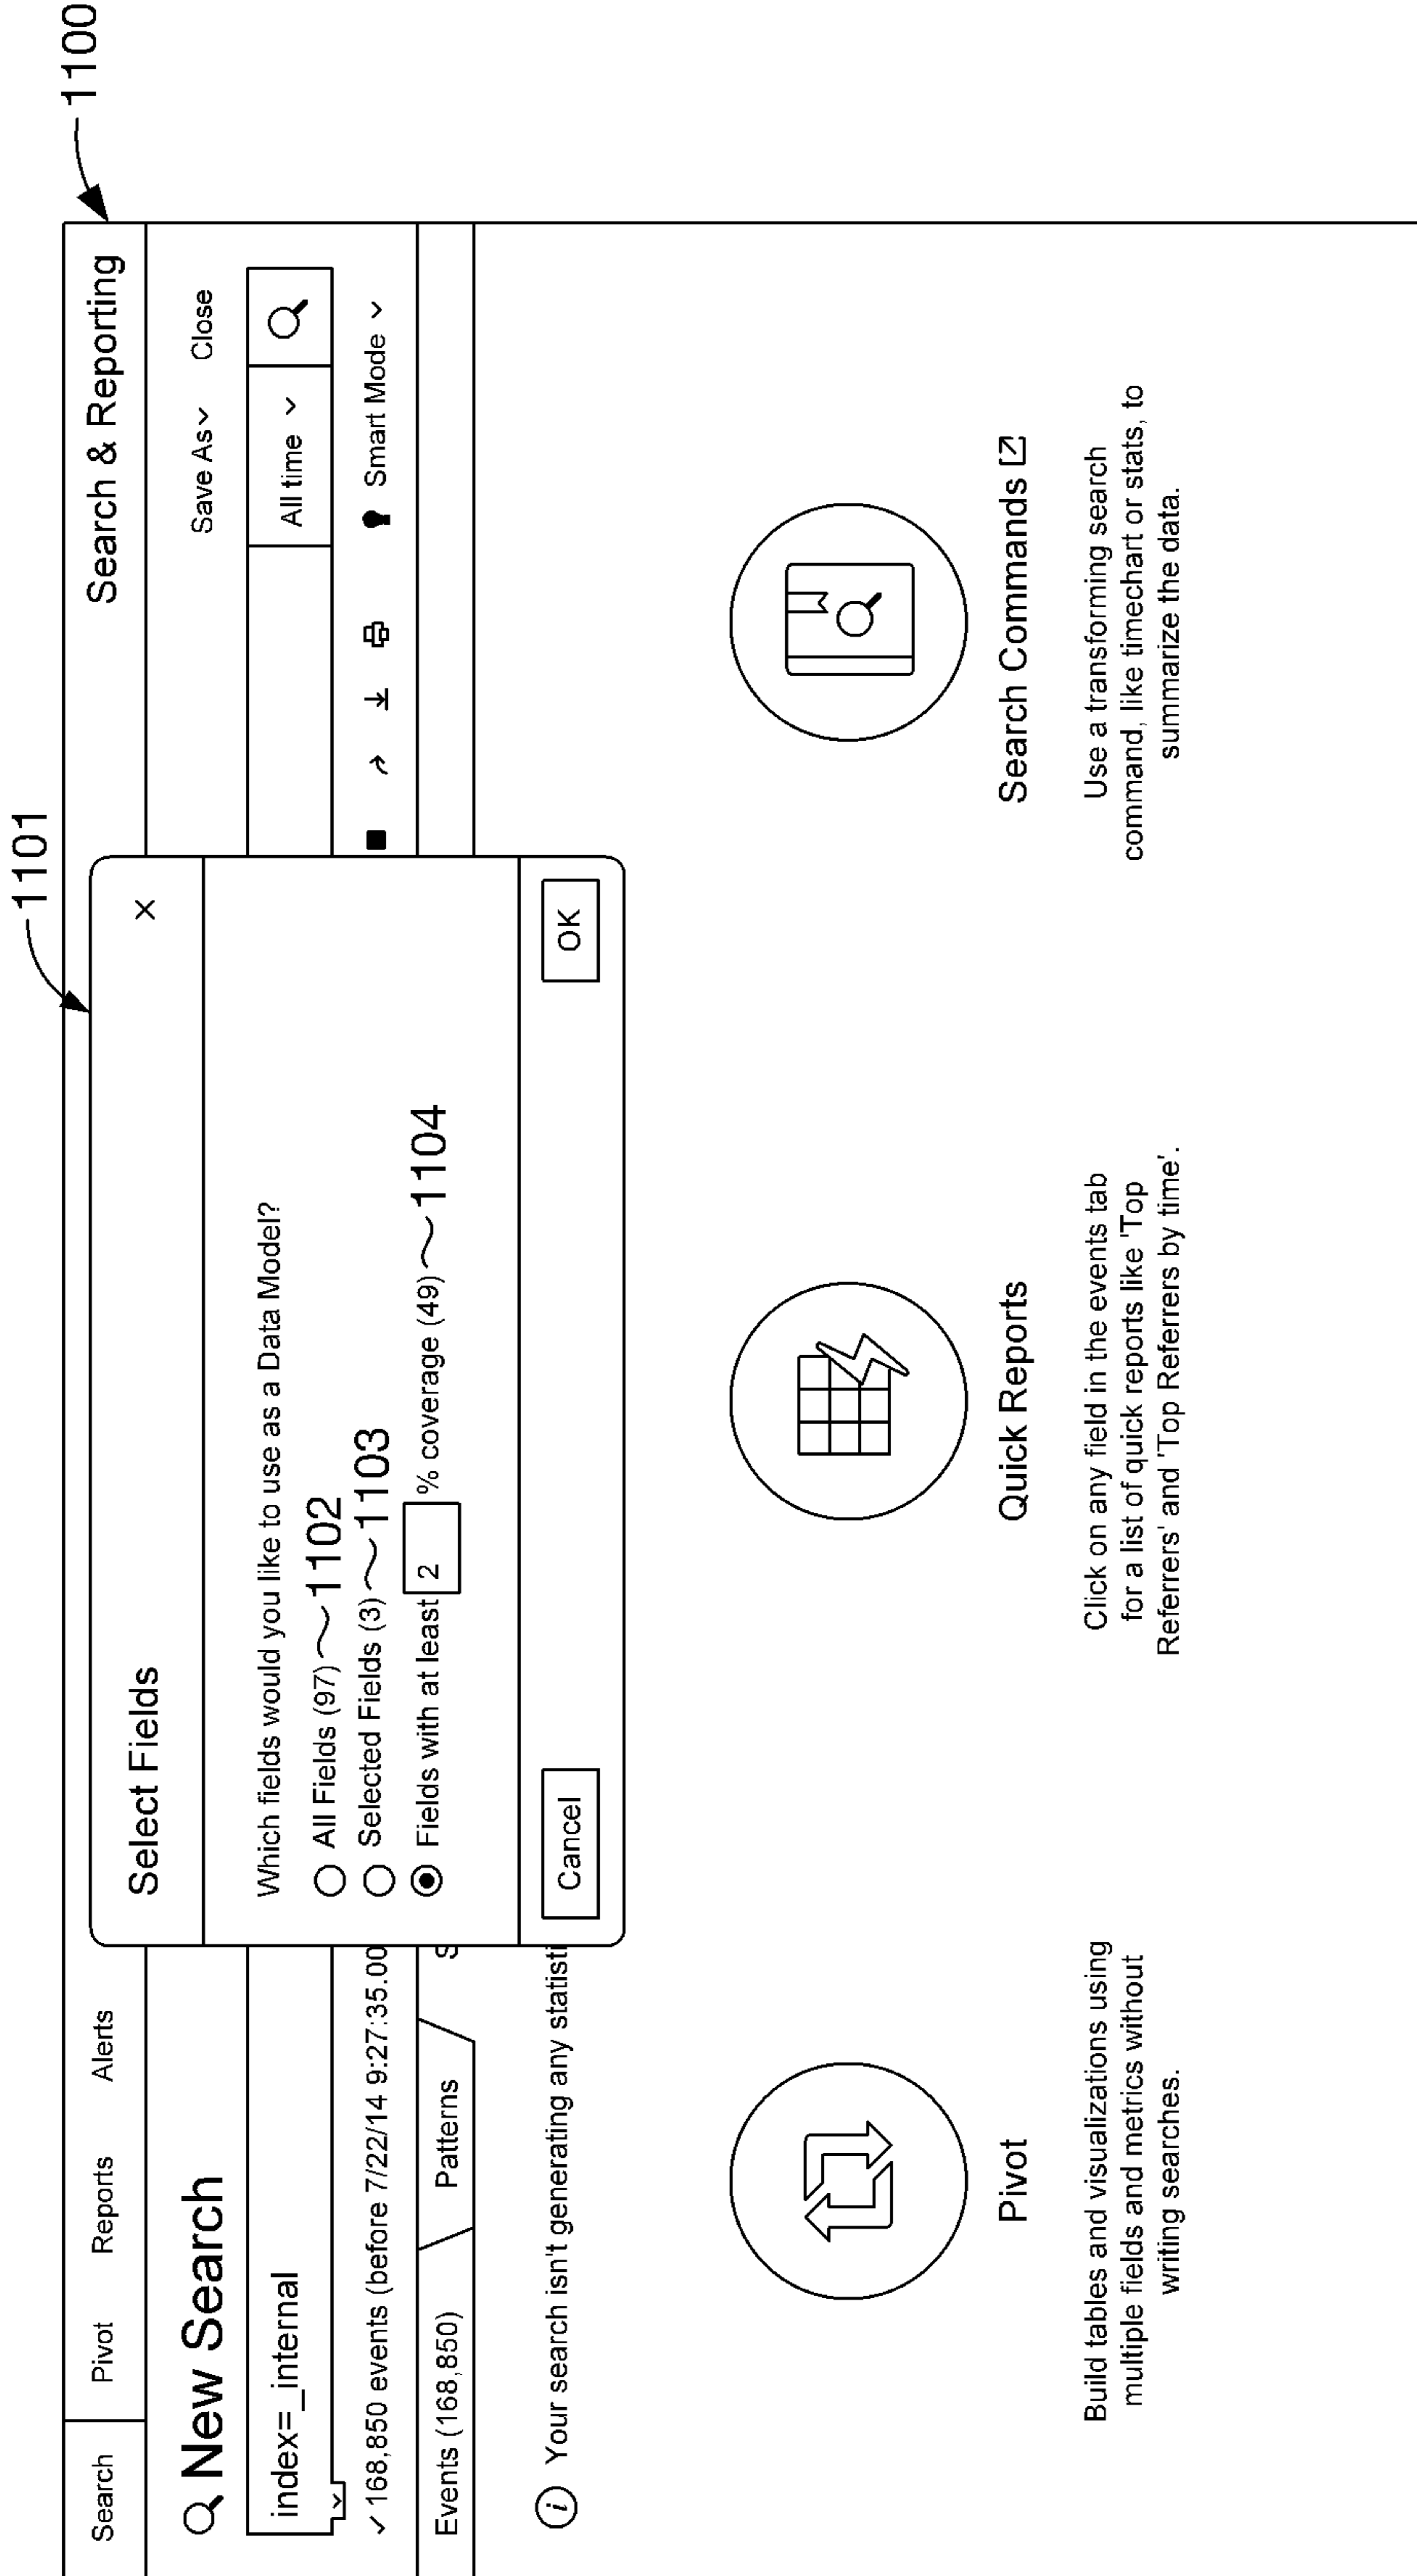 1100
1101
Search Pivot Reports Alerts Search & Reporting
New Search
Save As Close
index=_internal
All time
✓168,850 events (before 7/22/14 9:27:35.00
Smart Mode
Events (168,850) Patterns S
Your search isn't generating any statisti
Select Fields ×
Which fields would you like to use as a Data Model?
All Fields (97) 1102
Selected Fields (3) 1103
Fields with at least 2 % coverage (49) 1104
Cancel OK
Pivot
Build tables and visualizations using
multiple fields and metrics without
writing searches.
Quick Reports
Click on any field in the events tab
for a list of quick reports like 'Top
Referrers' and 'Top Referrers by time'.
Search Commands
Use a transforming search
command, like timechart or stats, to
summarize the data.